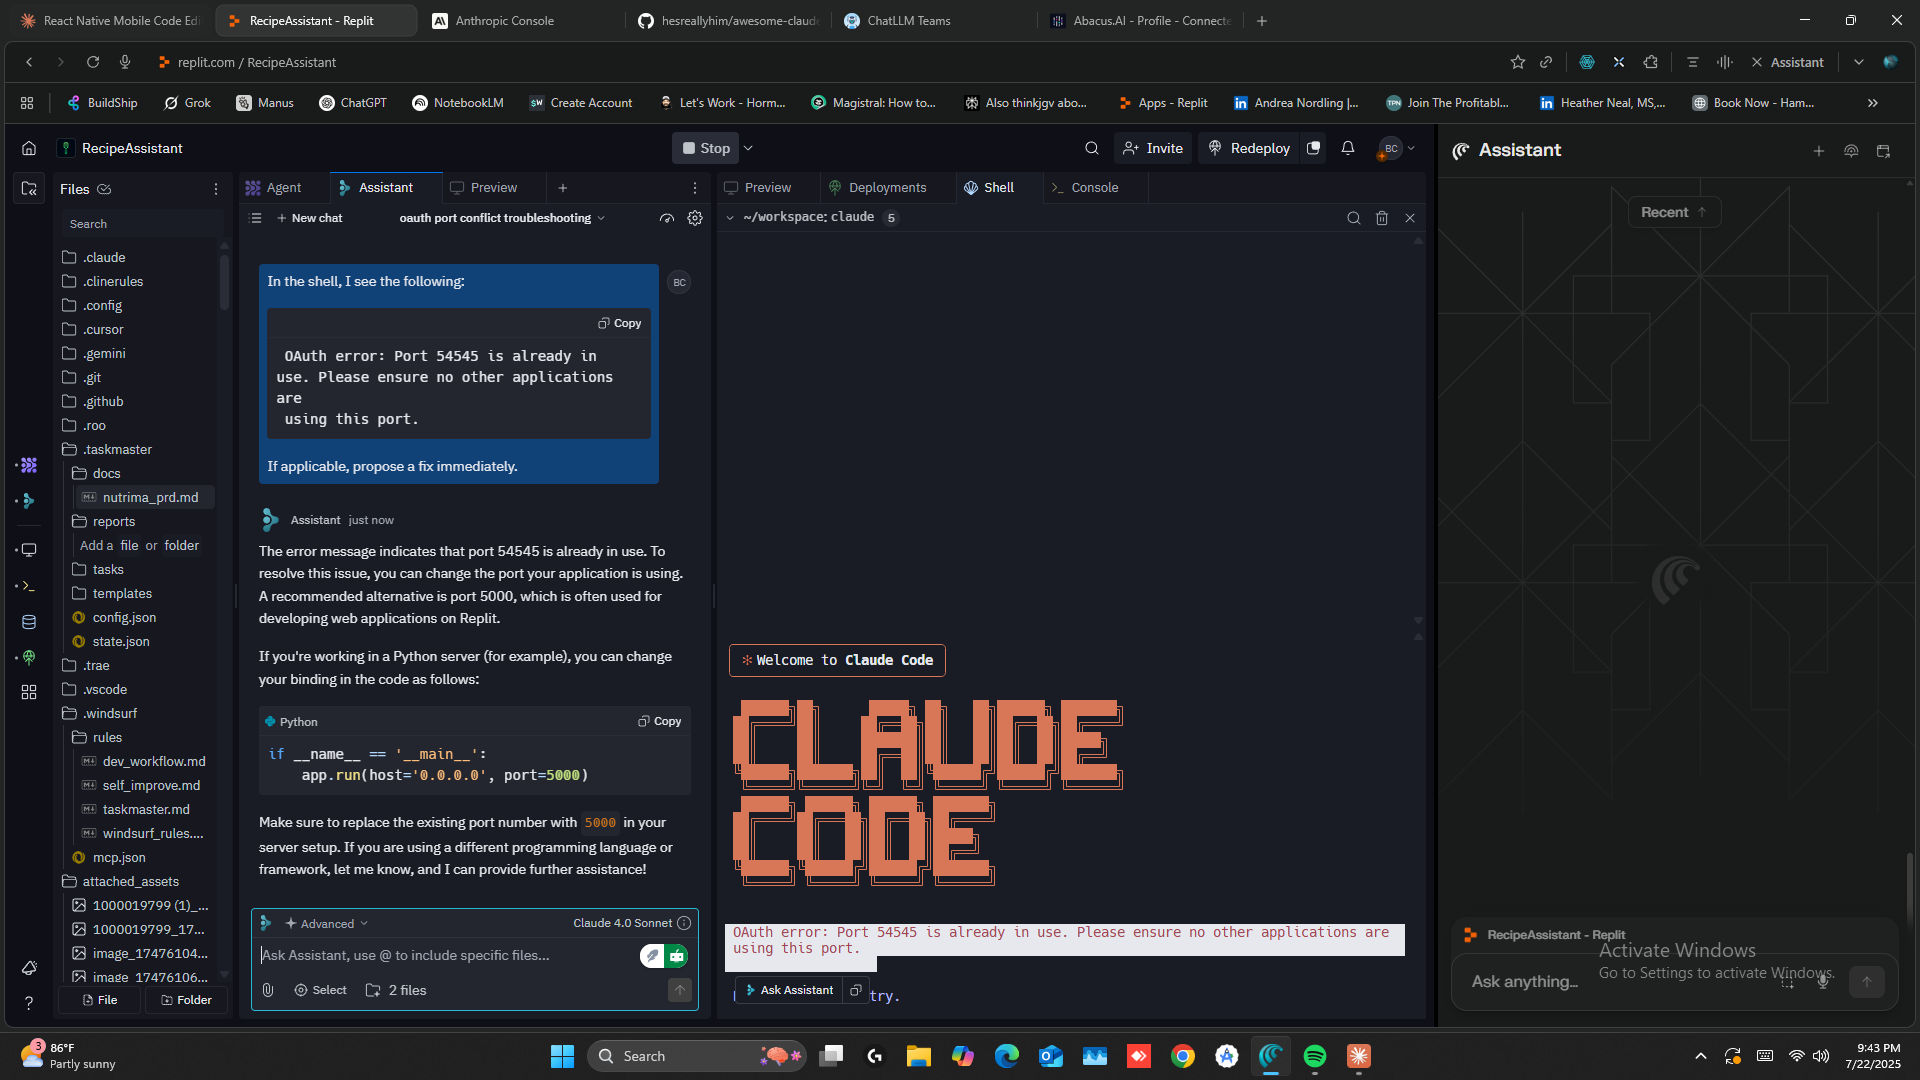 React Native Mobile Code Edi
RecipeAssistant - Replit
Anthropic Console
hesreallyhim/awesome-claude
ChatLLM Teams
Abacus.AI - Profile - Connecte
replit.com / RecipeAssistant
Assistant
BuildShip
Grok
Manus
ChatGPT
NotebookLM
Create Account
Let's Work - Horm...
Magistral: How to...
Also thinkjgv abo...
Apps - Replit
Andrea Nordling |...
Join The Profitabl...
Heather Neal, MS,...
Book Now - Ham...
RecipeAssistant
Stop
Invite
Redeploy
BC
Assistant
Files
Agent
Assistant
Preview
Preview
Deployments
Shell
Console
Search
New chat
oauth port conflict troubleshooting
~/workspace: claude 5
Recent
.claude
.clinerules
.config
.cursor
.gemini
.git
.github
.roo
.taskmaster
docs
nutrima_prd.md
reports
Add a file or folder
tasks
templates
config.json
state.json
.trae
.vscode
.windsurf
rules
dev_workflow.md
self_improve.md
taskmaster.md
windsurf_rules....
mcp.json
attached_assets
1000019799 (1)_...
1000019799_17...
image_17476104...
image_17476106...
File
Folder
In the shell, I see the following:
BC
Copy
OAuth error: Port 54545 is already in
use. Please ensure no other applications
are
using this port.
If applicable, propose a fix immediately.
Assistant just now
The error message indicates that port 54545 is already in use. To
resolve this issue, you can change the port your application is using.
A recommended alternative is port 5000, which is often used for
developing web applications on Replit.
If you're working in a Python server (for example), you can change
your binding in the code as follows:
Python
Copy
if __name__ == '__main__':
app.run(host='0.0.0.0', port=5000)
Make sure to replace the existing port number with 5000 in your
server setup. If you are using a different programming language or
framework, let me know, and I can provide further assistance!
Advanced
Claude 4.0 Sonnet
Ask Assistant, use @ to include specific files...
Select
2 files
Welcome to Claude Code
CLAUDE
CODE
OAuth error: Port 54545 is already in use. Please ensure no other applications are
using this port.
Ask Assistant
try.
RecipeAssistant - Replit
Ask anything...
Activate Windows
Go to Settings to activate Windows.
3
86°F
Partly sunny
Search
9:43 PM
7/22/2025